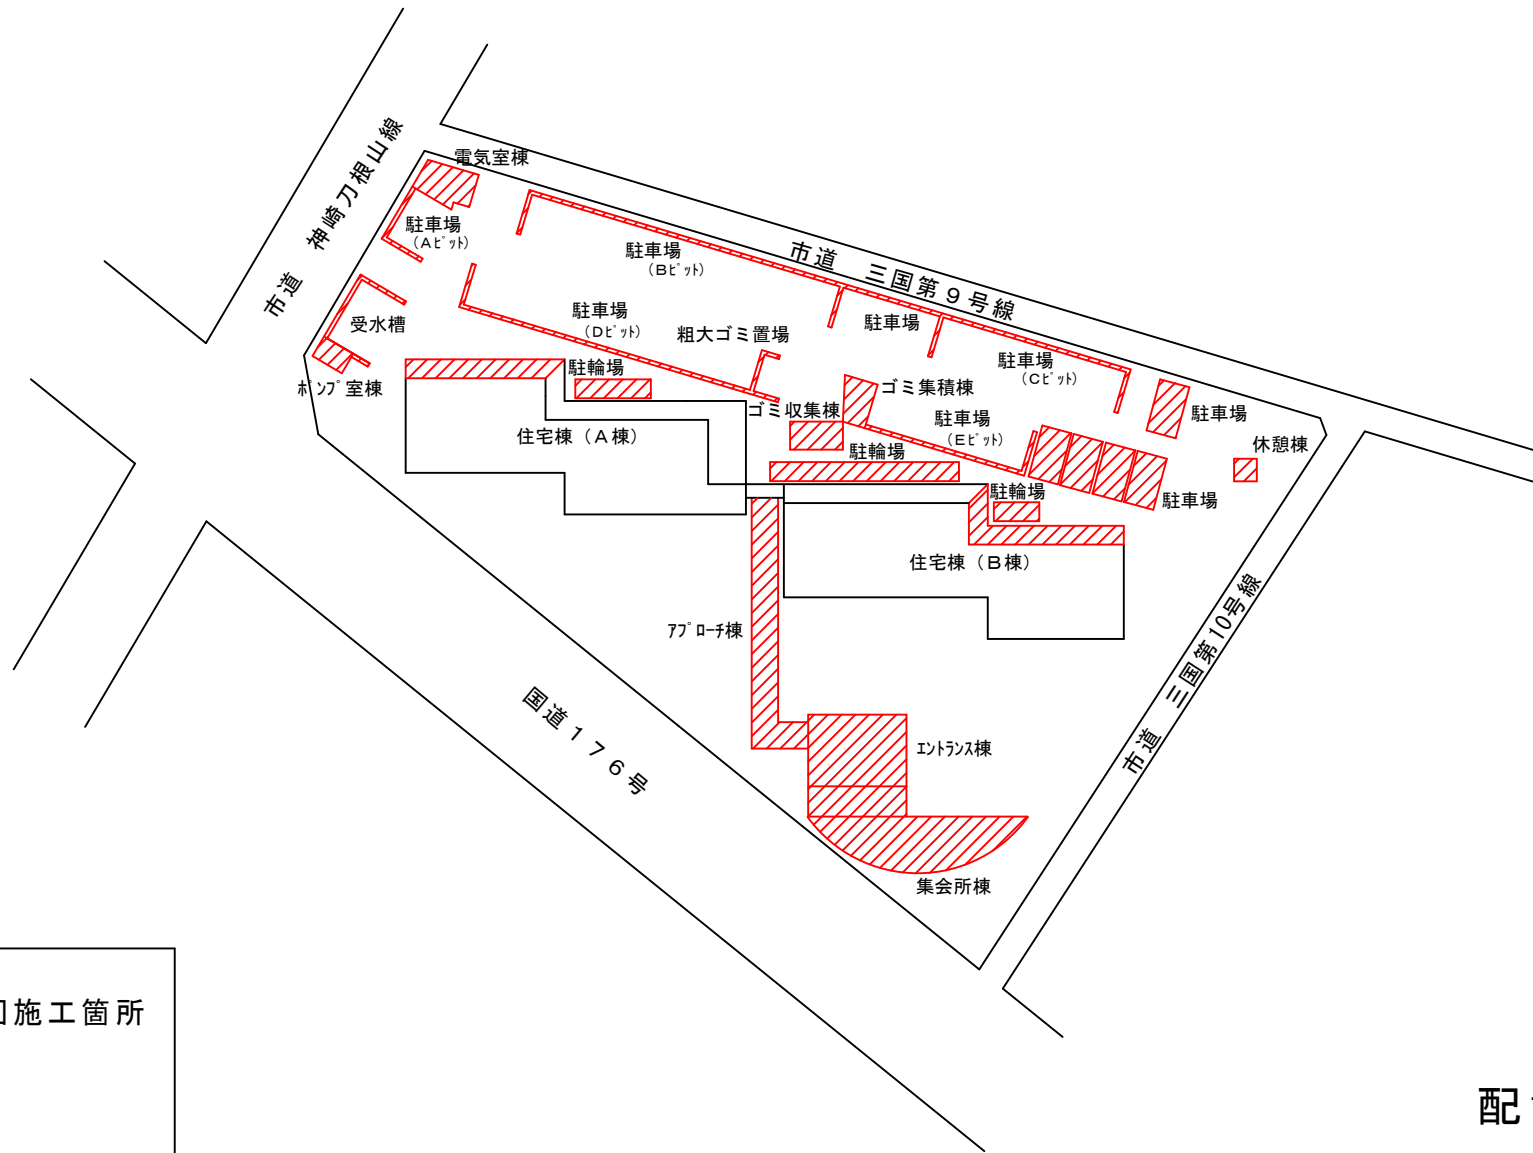 電気室棟
市道　神崎刀根山線
駐車場
(Aﾋﾟｯﾄ)
駐車場
(Bﾋﾟｯﾄ)
市道　三国第９号線
受水槽
駐車場
(Dﾋﾟｯﾄ)
粗大ゴミ置場
駐車場
駐車場
(Cﾋﾟｯﾄ)
ﾎﾟﾝﾌﾟ室棟
駐輪場
ゴミ集積棟
ゴミ収集棟
駐車場
(Eﾋﾟｯﾄ)
駐車場
住宅棟（Ａ棟）
駐輪場
休憩棟
駐輪場
駐車場
住宅棟（Ｂ棟）
ｱﾌﾟﾛｰﾁ棟
市道　三国第10号線
国道１７６号
ｴﾝﾄﾗﾝｽ棟
集会所棟
施工箇所
配